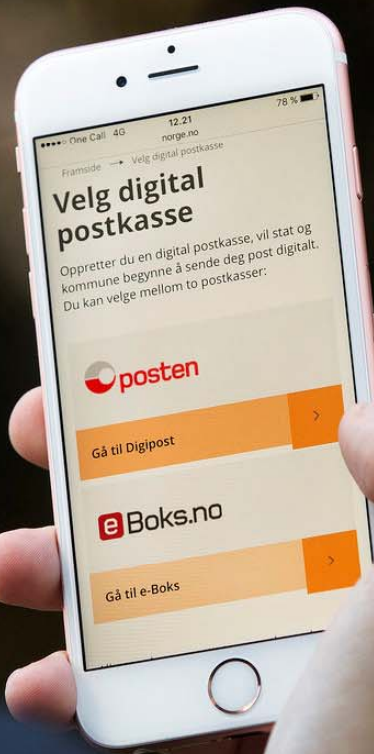 One Call 4G 12.21 78 %
norge.no
Framside → Velg digital postkasse
Velg digital
postkasse
Oppretter du en digital postkasse, vil stat og
kommune begynne å sende deg post digitalt.
Du kan velge mellom to postkasser:
posten
Gå til Digipost
eBoks.no
Gå til e-Boks